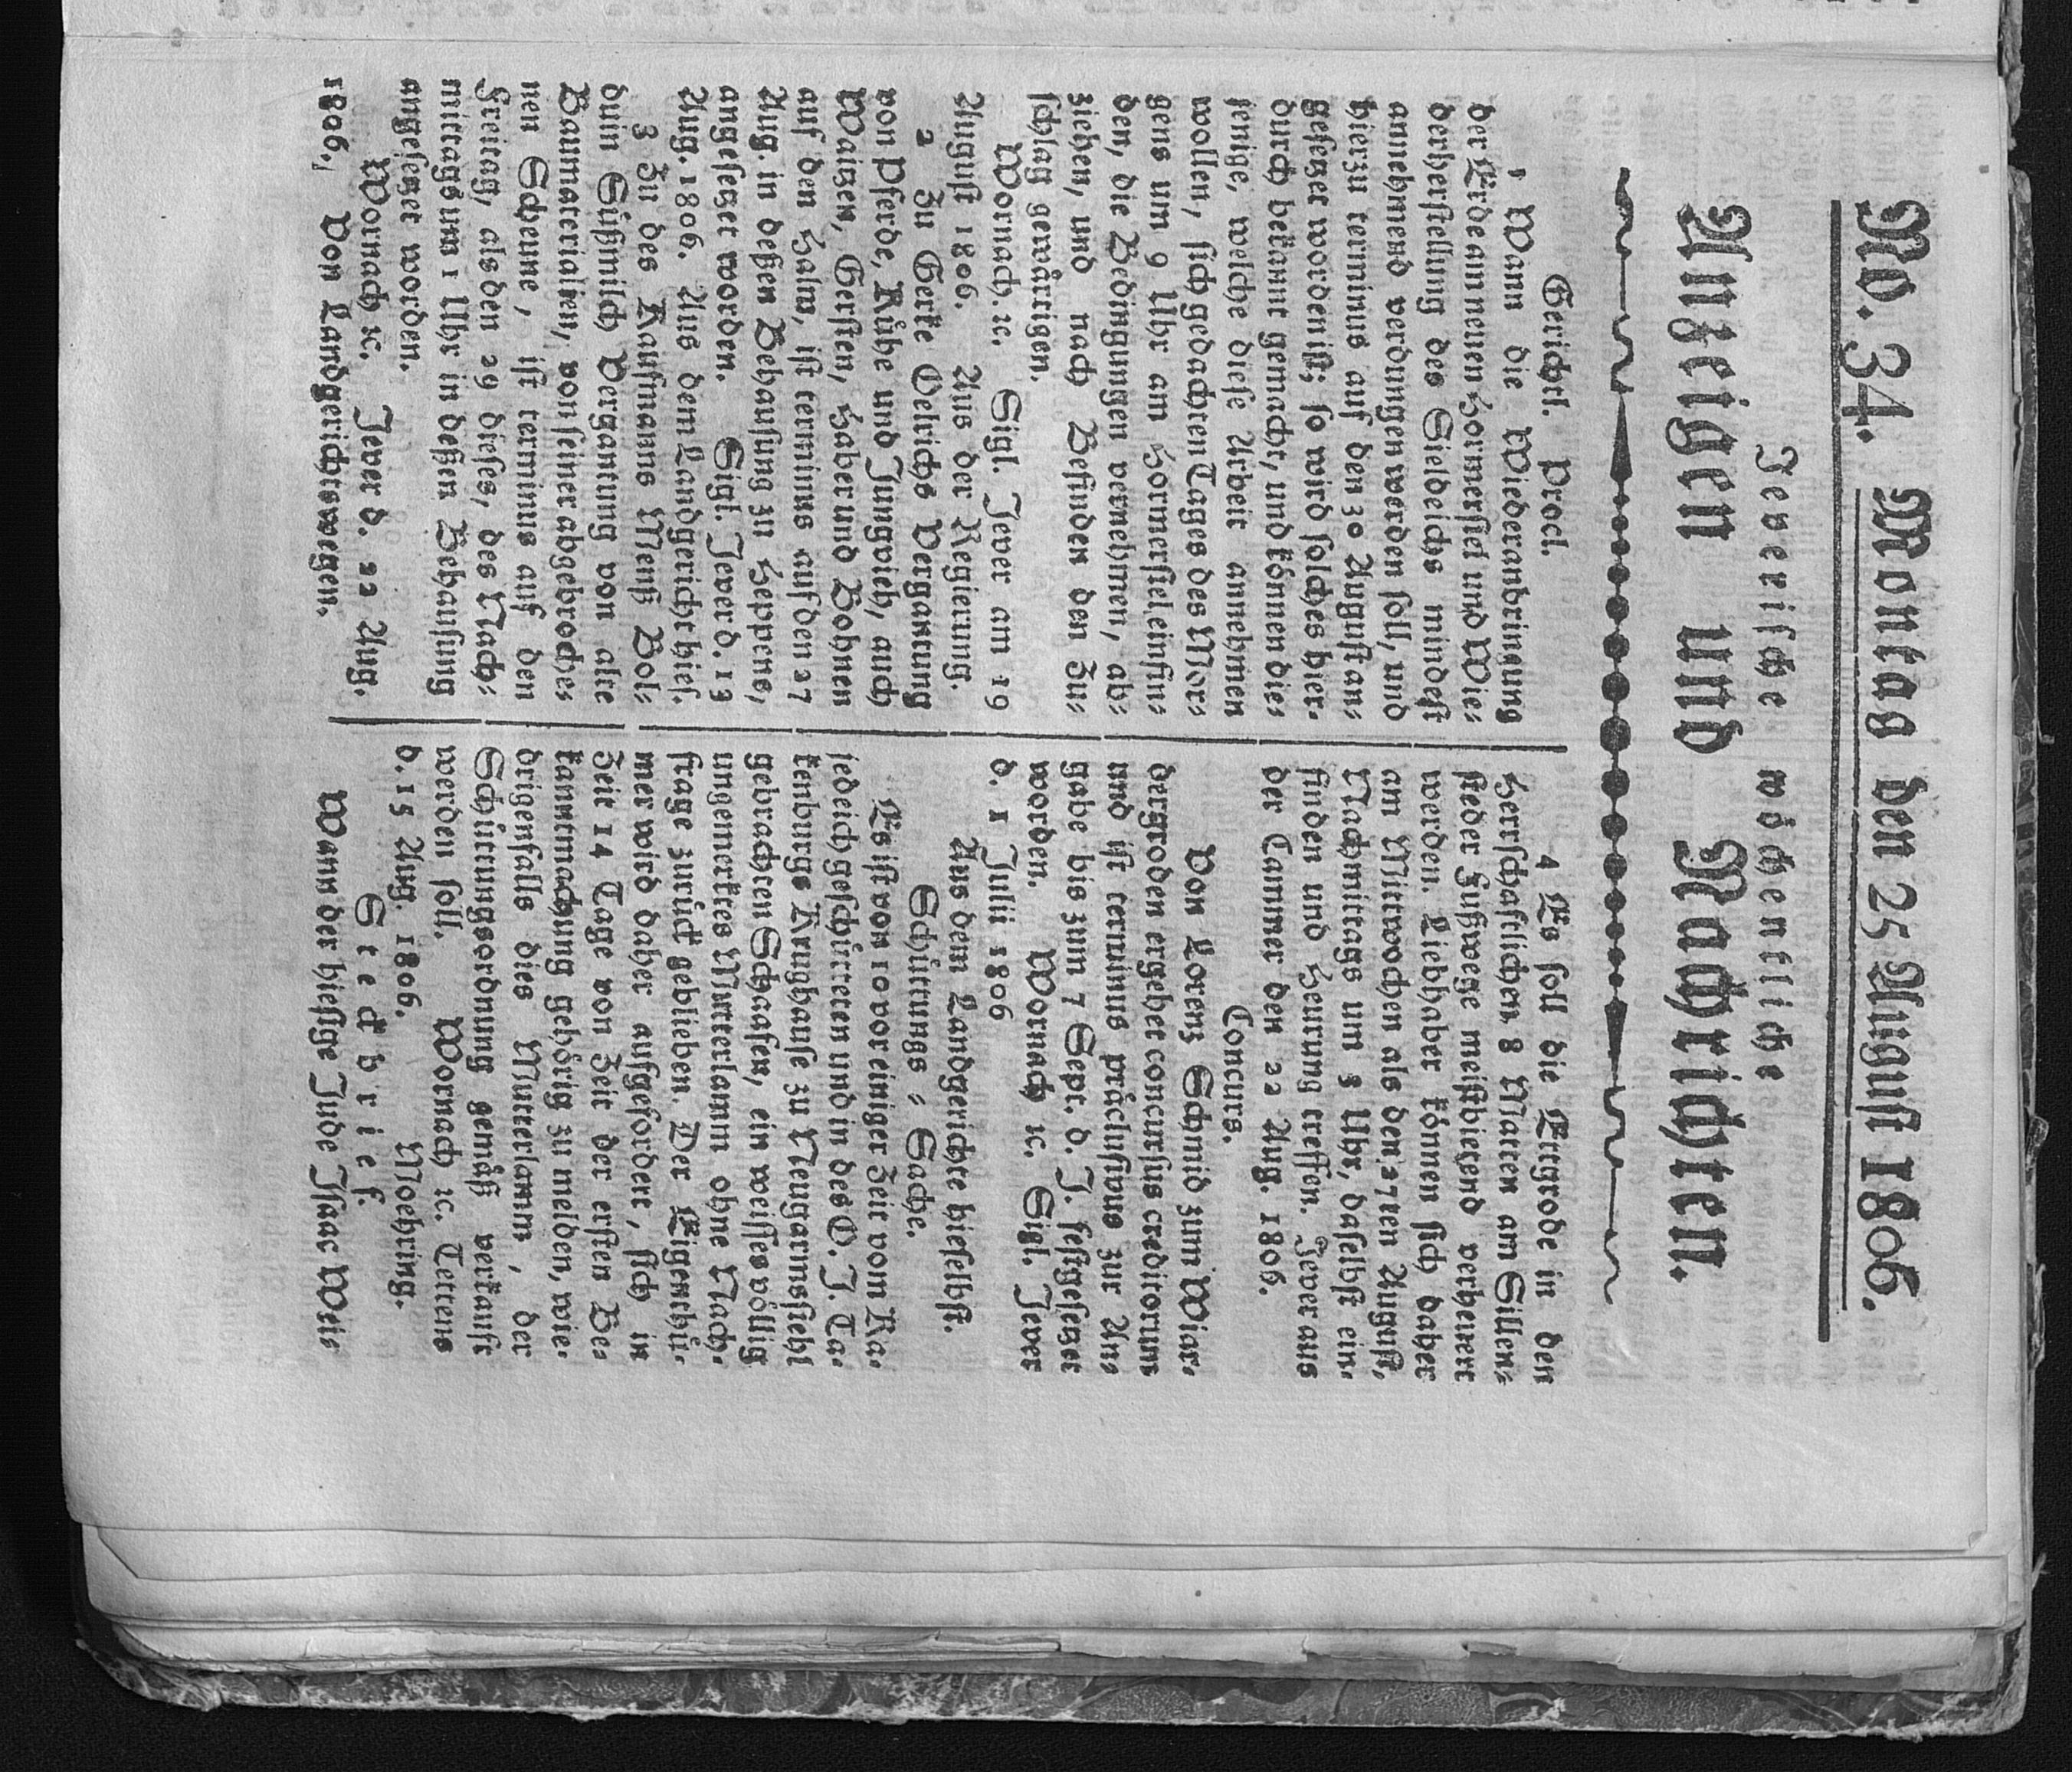 No. 34. Montag den 25 August 1806.
Jeverische wöchentliche
Anzeigen und Nachrichten.
Gerichtl. Procl.
1 Wann die Wiederanbringung
der Erde am neuen Hormersiel und Wie⸗
derherstellung des Sieldeichs mindest
annehmend verdungen werden soll, und
hierzu terminus auf den 30 August an⸗
gesetzet worden ist; so wird solches hier⸗
durch bekannt gemacht, und können die⸗
jenige, welche diese Arbeit annehmen
wollen, sich gedachten Tages des Mor⸗
gens um 9 Uhr am Hormersiel einfin⸗
den, die Bedingungen vernehmen, ab⸗
ziehen, und nach Befinden den Zu⸗
schlag gewärtigen.
Wornach. ꝛc. Sigl. Jever am 19
August 1806. Aus der Regierung.
2 Zu Gerke Oelrichs Vergantung
von Pferde, Kühe und Jungvieh, auch
Waitzen, Gersten, Haber und Bohnen
auf den Halm, ist terminus auf den 27
Aug. in deßen Behausung zu Heppens,
angesetzet worden. Sigl. Jever d. 13
Aug. 1806. Aus dem Landgericht hies.
3 Zu des Kaufmanns Menß Bol⸗
duin Süßmilch Vergantung von alte
Baumaterialien, von seiner abgebroche⸗
nen Scheune, ist terminus auf den
Freitag, als den 29 dieses, des Nach⸗
mittags um 1 Uhr in deßen Behausung
angesetzet worden.
Wornach ꝛc. Jever d. 22 Aug.
1806, Von Landgerichtswegen.
4 Es soll die Ettgrode in den
Herrschaftlichen 8 Matten am Sillen⸗
steder Fußwege meistbietend verheuert
werden. Liebhaber können sich daher
am Mittwochen als den 27ten August,
Nachmittags um 3 Uhr, daselbst ein⸗
finden und Heurung treffen. Jever aus
der Cammer den 22 Aug. 1806.
Concurs.
Von Lorenz Schmid zum Wiar⸗
dergroden ergehet concursus creditorum
und ist terminus präclusivus zur An⸗
gabe bis zum 7 Sept. d. J. festgesetzet
worden. Wornach ꝛc. Sigl. Jever
d. 1 Julii 1806
Aus dem Landgerichte hieselbst.
Schüttungs ⸗ Sache.
Es ist von 10 vor einiger Zeit vom Ka⸗
jedeich geschütteten und in des O. J. Ta⸗
kenburgs Krughause zu Neugarmssiehl
gebrachten Schaafen, ein weisses völlig
ungemerktes Mutterlamm ohne Nach⸗
frage zurück geblieben. Der Eigenthü⸗
mer wird daher aufgefordert, sich in
Zeit 14 Tage von Zeit der ersten Be⸗
kanntmachung gehörig zu melden, wie⸗
drigenfalls dies Mutterlamm, der
Schüttungsordnung gemäß verkauft
werden soll. Wornach ꝛc. Tettens
d. 15 Aug. 1806. Moehring.
Steckbrief.
Wann der hiesige Jude Isaac Weis